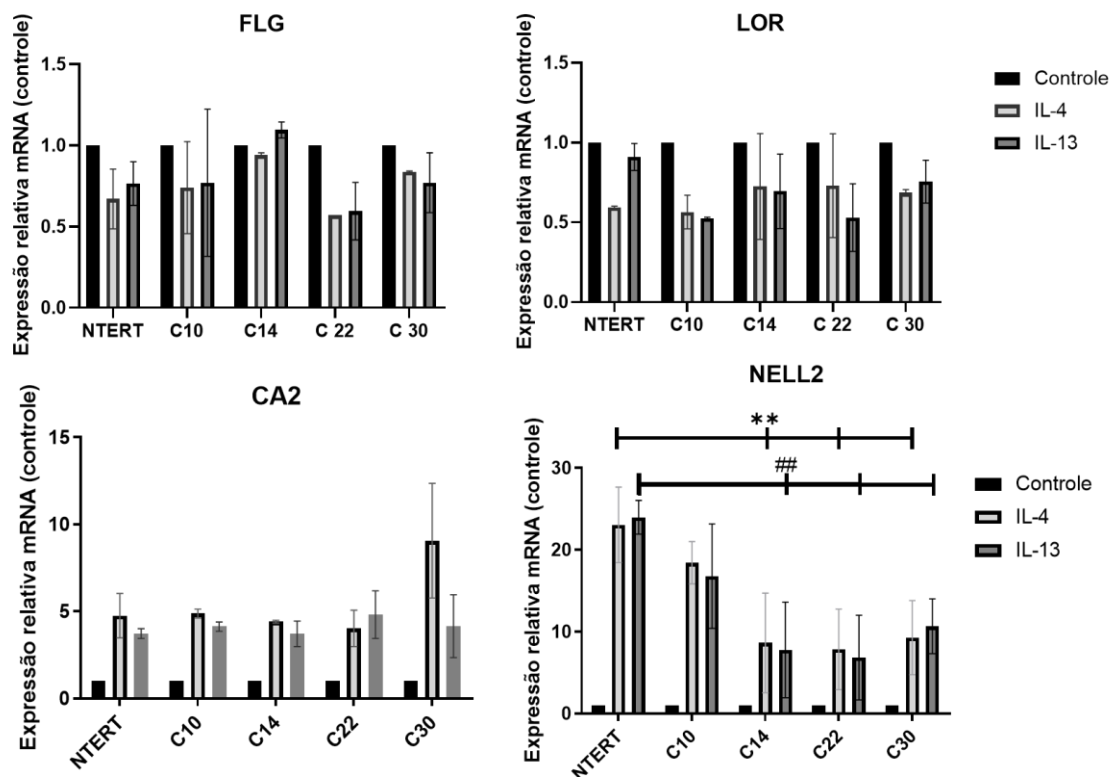 FLG
Expressão relativa mRNA (controle)
1.5
1.0
0.5
0.0
NTERT C10 C14 C 22 C 30
LOR
Expressão relativa mRNA (controle)
1.5
1.0
0.5
0.0
NTERT C10 C14 C 22 C 30
Controle
IL-4
IL-13
CA2
Expressão relativa mRNA (controle)
15
10
5
0
NTERT C10 C14 C22 C30
NELL2
Expressão relativa mRNA (controle)
**
##
30
20
10
0
NTERT C10 C14 C22 C30
Controle
IL-4
IL-13